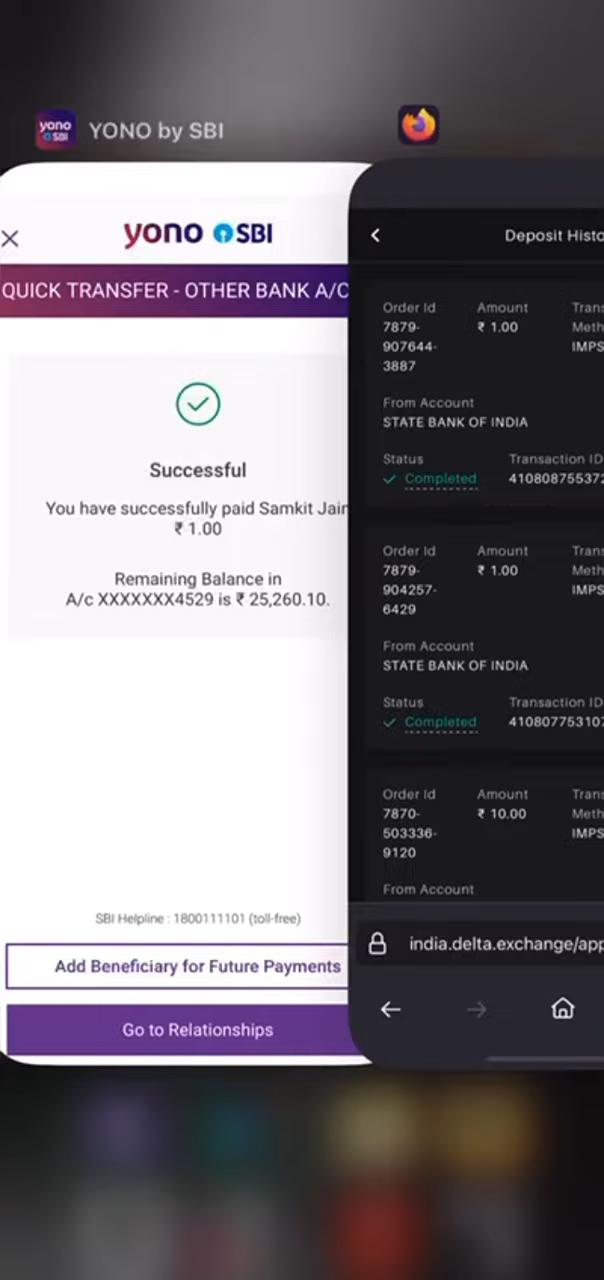 yono
SBI
YONO by SBI
yono SBI
QUICK TRANSFER - OTHER BANK A/C
Successful
You have successfully paid Samkit Jain
₹ 1.00
Remaining Balance in
A/c XXXXXXX4529 is ₹ 25,260.10.
SBI Helpline : 1800111101 (toll-free)
Add Beneficiary for Future Payments
Go to Relationships
Deposit Histo
Order Id Amount Trans
7879- ₹ 1.00 Meth
907644- IMPS
3887
From Account
STATE BANK OF INDIA
Status Transaction ID
Completed 410808755372
Order Id Amount Trans
7879- ₹ 1.00 Meth
904257- IMPS
6429
From Account
STATE BANK OF INDIA
Status Transaction ID
Completed 410807753107
Order Id Amount Trans
7870- ₹ 10.00 Meth
503336- IMPS
9120
From Account
india.delta.exchange/app